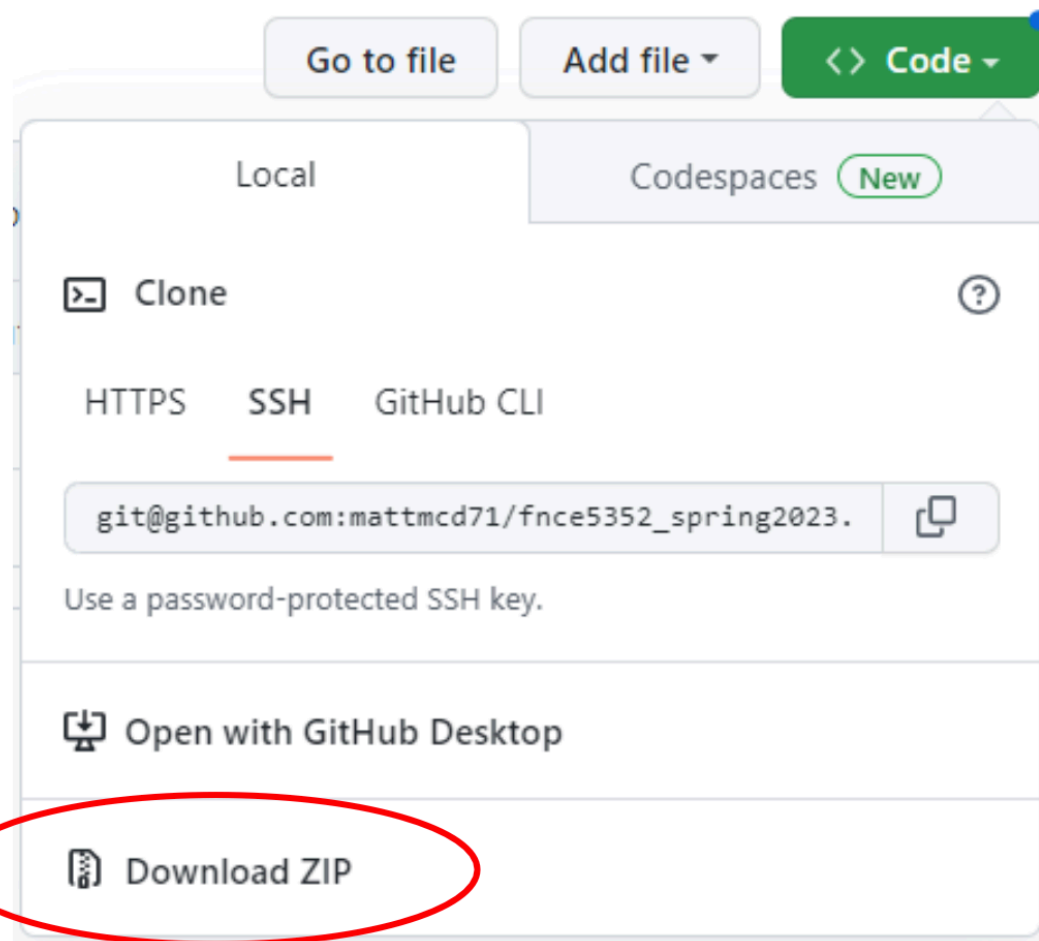 Go to file Add file <> Code
Local Codespaces New
Clone
HTTPS SSH GitHub CLI
git@github.com:mattmcd71/fnce5352_spring2023.
Use a password-protected SSH key.
Open with GitHub Desktop
Download ZIP